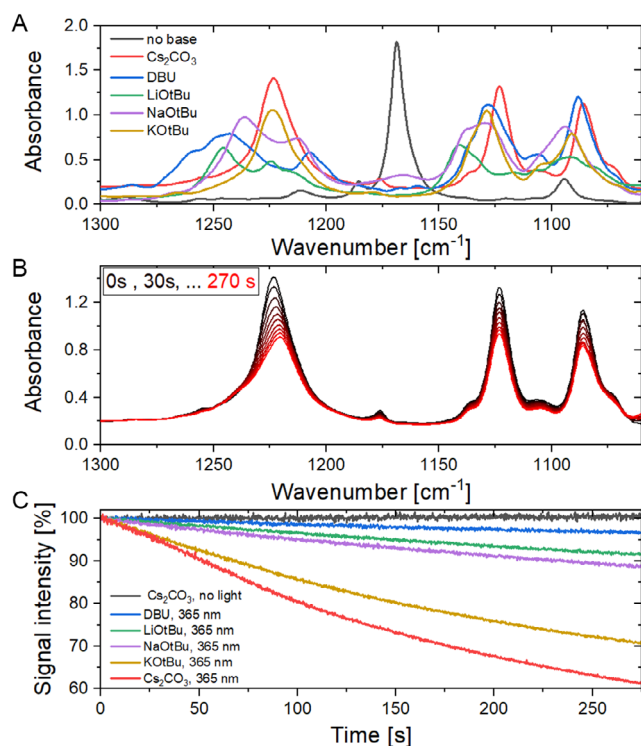 A
no base
Cs₂CO₃
DBU
LiOtBu
NaOtBu
KOtBu
Absorbance
2.0
1.5
1.0
0.5
0.0
1300 1250 1200 1150 1100
Wavenumber [cm⁻¹]
B
0s , 30s, ... 270 s
Absorbance
1.2
0.8
0.4
0.0
1300 1250 1200 1150 1100
Wavenumber [cm⁻¹]
C
Signal intensity [%]
100
90
80
70
60
Cs₂CO₃, no light
DBU, 365 nm
LiOtBu, 365 nm
NaOtBu, 365 nm
KOtBu, 365 nm
Cs₂CO₃, 365 nm
0 50 100 150 200 250
Time [s]